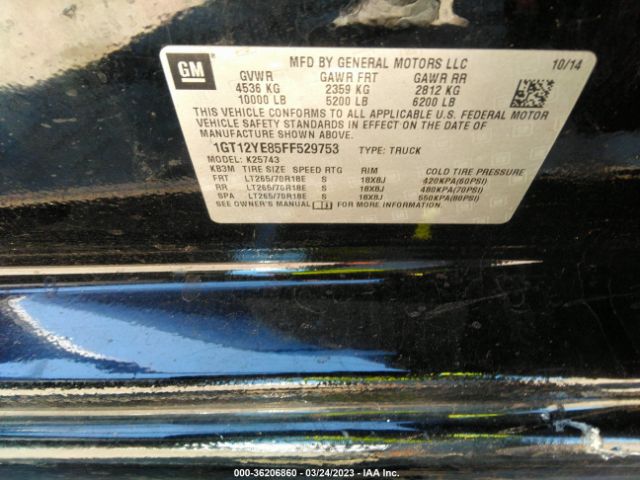 GM
MFD BY GENERAL MOTORS LLC 10/14
GVWR GAWR FRT GAWR RR
4536 KG 2359 KG 2812 KG
10000 LB 5200 LB 6200 LB
THIS VEHICLE CONFORMS TO ALL APPLICABLE U.S. FEDERAL MOTOR
VEHICLE SAFETY STANDARDS IN EFFECT ON THE DATE OF
MANUFACTURE SHOWN ABOVE.
1GT12YE85FF529753 TYPE: TRUCK
MODEL: K25743
KB3M TIRE SIZE SPEED RTG RIM COLD TIRE PRESSURE
FRT LT265/70R18E S 18X8J 420KPA(60PSI)
RR LT265/70R18E S 18X8J 480KPA(70PSI)
SPA LT265/70R18E S 18X8J 550KPA(80PSI)
SEE OWNER'S MANUAL FOR MORE INFORMATION.
000-36206860 - 03/24/2023 - IAA Inc.